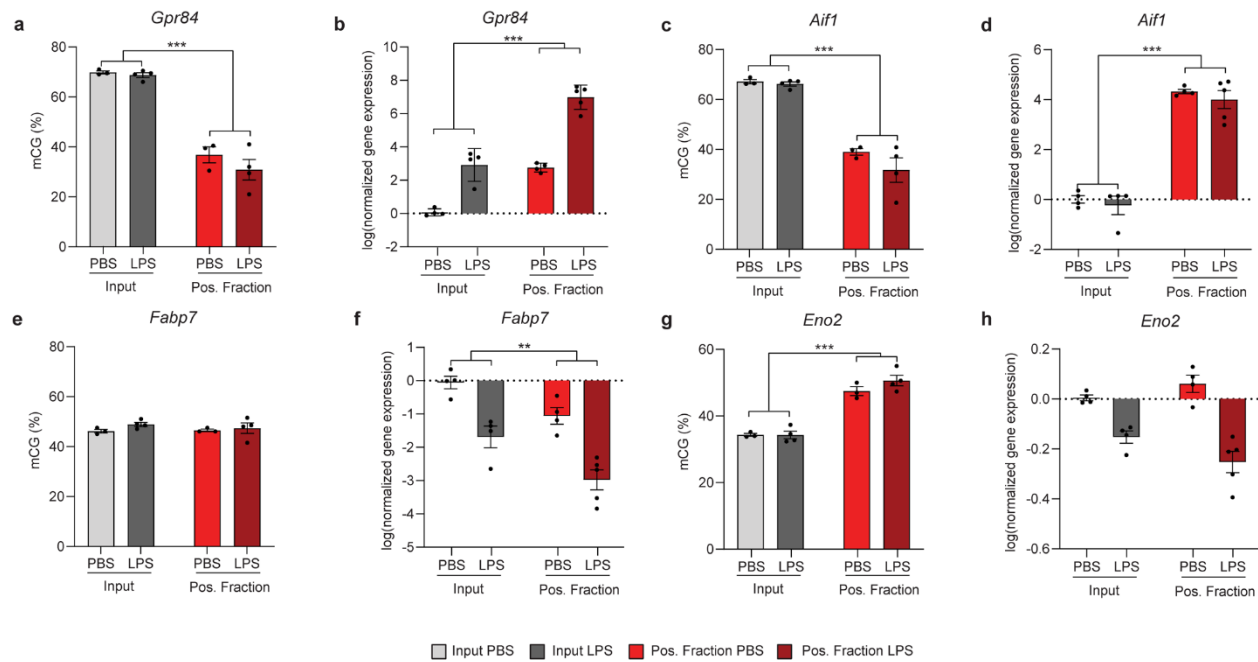 a
Gpr84
mCG (%)
80
60
40
20
0
***
PBS LPS PBS LPS
Input Pos. Fraction
b
Gpr84
log(normalized gene expression)
10
8
6
4
2
0
2
***
PBS LPS PBS LPS
Input Pos. Fraction
c
Aif1
mCG (%)
80
60
40
20
0
***
PBS LPS PBS LPS
Input Pos. Fraction
d
Aif1
log(normalized gene expression)
6
4
2
0
-2
***
PBS LPS PBS LPS
Input Pos. Fraction
e
Fabp7
mCG (%)
80
60
40
20
0
PBS LPS PBS LPS
Input Pos. Fraction
f
Fabp7
log(normalized gene expression)
1
0
-1
-2
-3
-4
-5
**
PBS LPS PBS LPS
Input Pos. Fraction
g
Eno2
mCG (%)
60
40
20
0
***
PBS LPS PBS LPS
Input Pos. Fraction
h
Eno2
log(normalized gene expression)
0.2
0.0
-0.2
-0.4
-0.6
PBS LPS PBS LPS
Input Pos. Fraction
Input PBS Input LPS Pos. Fraction PBS Pos. Fraction LPS